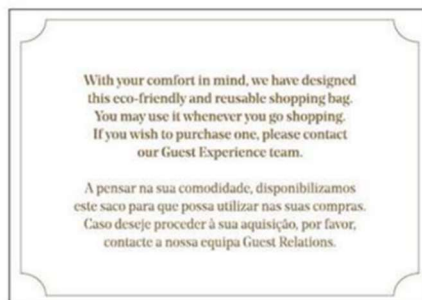 With your comfort in mind, we have designed
this eco-friendly and reusable shopping bag.
You may use it whenever you go shopping.
If you wish to purchase one, please contact
our Guest Experience team.
A pensar na sua comodidade, disponibilizamos
este saco para que possa utilizar nas suas compras.
Caso deseje proceder à sua aquisição, por favor,
contacte a nossa equipa Guest Relations.